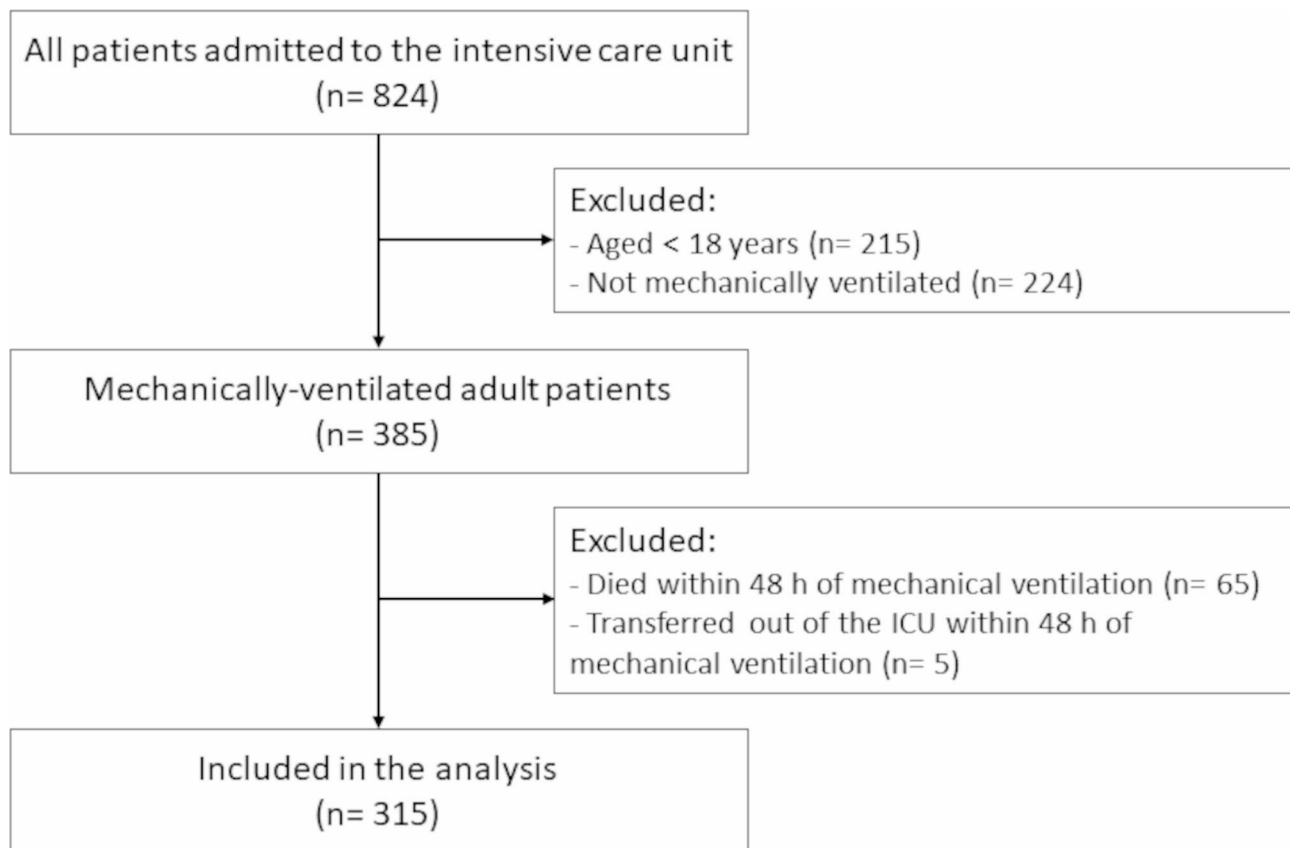 All patients admitted to the intensive care unit
(n= 824)
Excluded:
- Aged < 18 years (n= 215)
- Not mechanically ventilated (n= 224)
Mechanically-ventilated adult patients
(n= 385)
Excluded:
- Died within 48 h of mechanical ventilation (n= 65)
- Transferred out of the ICU within 48 h of
mechanical ventilation (n= 5)
Included in the analysis
(n= 315)